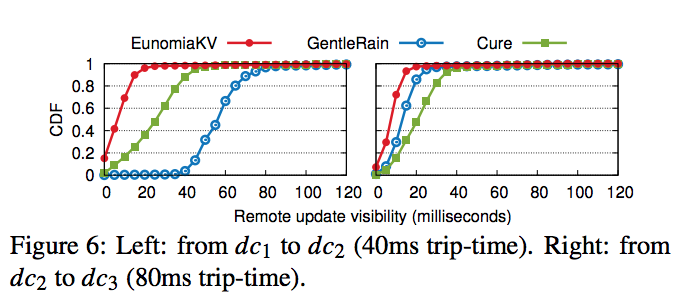 EunomiaKV GentleRain Cure
CDF
1
0.8
0.6
0.4
0.2
0
0 20 40 60 80 100 120 0 20 40 60 80 100 120
Remote update visibility (milliseconds)
Figure 6: Left: from dc1 to dc2 (40ms trip-time). Right: from
dc2 to dc3 (80ms trip-time).